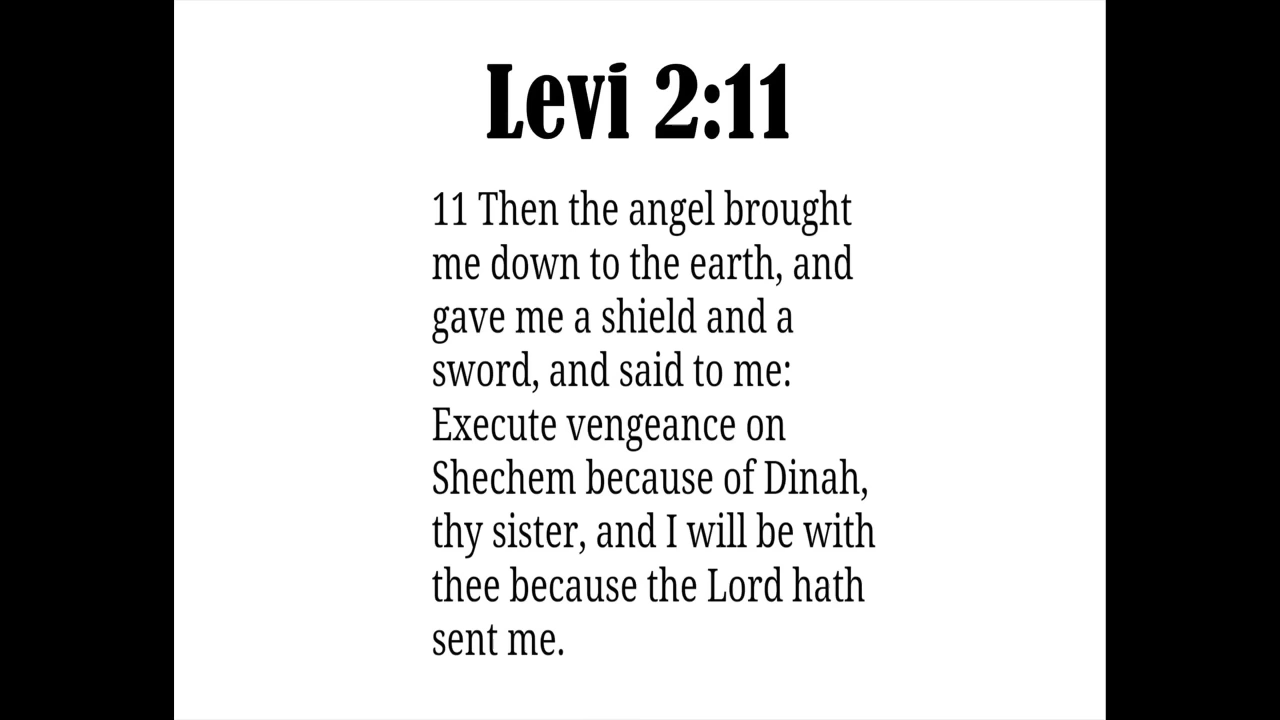 Levi 2:11
11 Then the angel brought
me down to the earth, and
gave me a shield and a
sword, and said to me:
Execute vengeance on
Shechem because of Dinah,
thy sister, and I will be with
thee because the Lord hath
sent me.